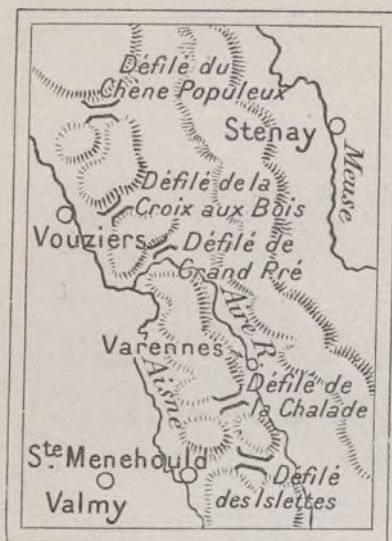 Défilé du
Chêne Populeux
Stenay
Meuse
Défilé de la
Croix aux Bois
Vouziers
Défilé de
Grand Pré
Aire R.
Varennes
Aisne
Défilé de
la Chalade
Ste Menehould
Défilé
des Islettes
Valmy